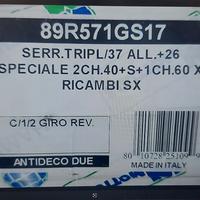 89R571GS17
SERR.TRIPL/37 ALL.+26
SPECIALE 2CH.40+S+1CH.60 X
RICAMBI SX
C/1/2 GIRO REV.
ANTIDECO DUE
MADE IN ITALY